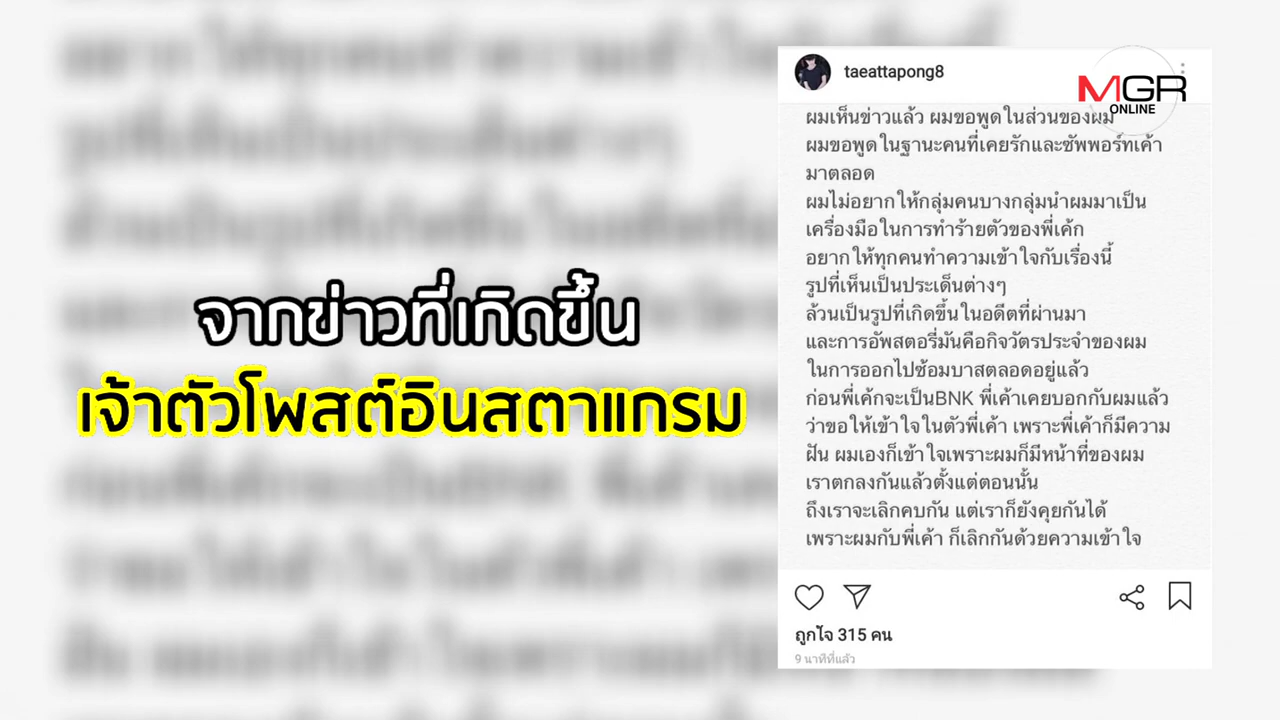 จากข่าวที่เกิดขึ้น
เจ้าตัวโพสต์อินสตาแกรม
taeattapong8
MGR
ONLINE
ผมเห็นข่าวแล้ว ผมขอพูดในส่วนของผม
ผมขอพูดในฐานะคนที่เคยรักและซัพพอร์ทเค้า
มาตลอด
ผมไม่อยากให้กลุ่มคนบางกลุ่มนำผมมาเป็น
เครื่องมือในการทำร้ายตัวของพี่เค้ก
อยากให้ทุกคนทำความเข้าใจกับเรื่องนี้
รูปที่เห็นเป็นประเด็นต่างๆ
ล้วนเป็นรูปที่เกิดขึ้นในอดีตที่ผ่านมา
และการอัพสตอรี่มันคือกิจวัตรประจำของผม
ในการออกไปซ้อมบาสตลอดอยู่แล้ว
ก่อนพี่เค้กจะเป็นBNK พี่เค้าเคยบอกกับผมแล้ว
ว่าขอให้เข้าใจในตัวพี่เค้า เพราะพี่เค้าก็มีความ
ฝัน ผมเองก็เข้าใจเพราะผมก็มีหน้าที่ของผม
เราตกลงกันแล้วตั้งแต่ตอนนั้น
ถึงเราจะเลิกคบกัน แต่เราก็ยังคุยกันได้
เพราะผมกับพี่เค้า ก็เลิกกันด้วยความเข้าใจ
ถูกใจ 315 คน
9 นาทีที่แล้ว